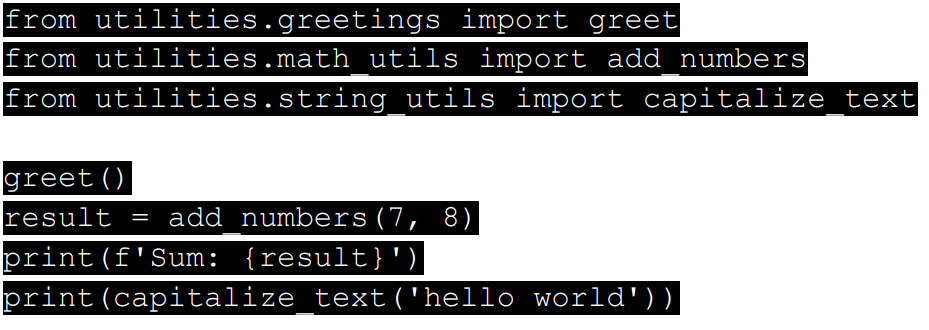 from utilities.greetings import greet
from utilities.math_utils import add_numbers
from utilities.string_utils import capitalize_text
greet()
result = add_numbers(7, 8)
print(f'Sum: {result}')
print(capitalize_text('hello world'))